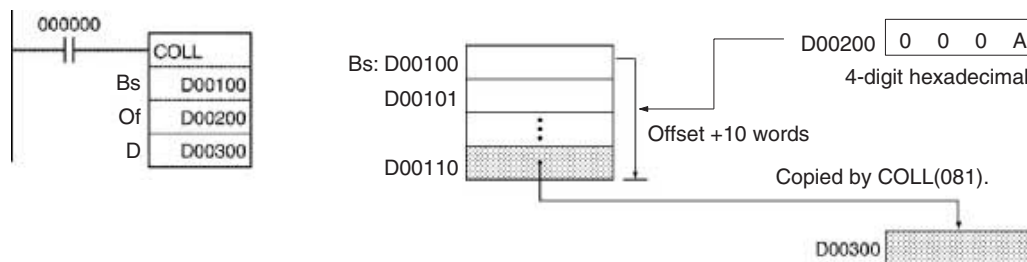 000000
COLL
Bs D00100
Of D00200
D D00300
Bs: D00100
D00101
D00110
Offset +10 words
D00200 0 0 0 A
4-digit hexadecimal
Copied by COLL(081).
D00300